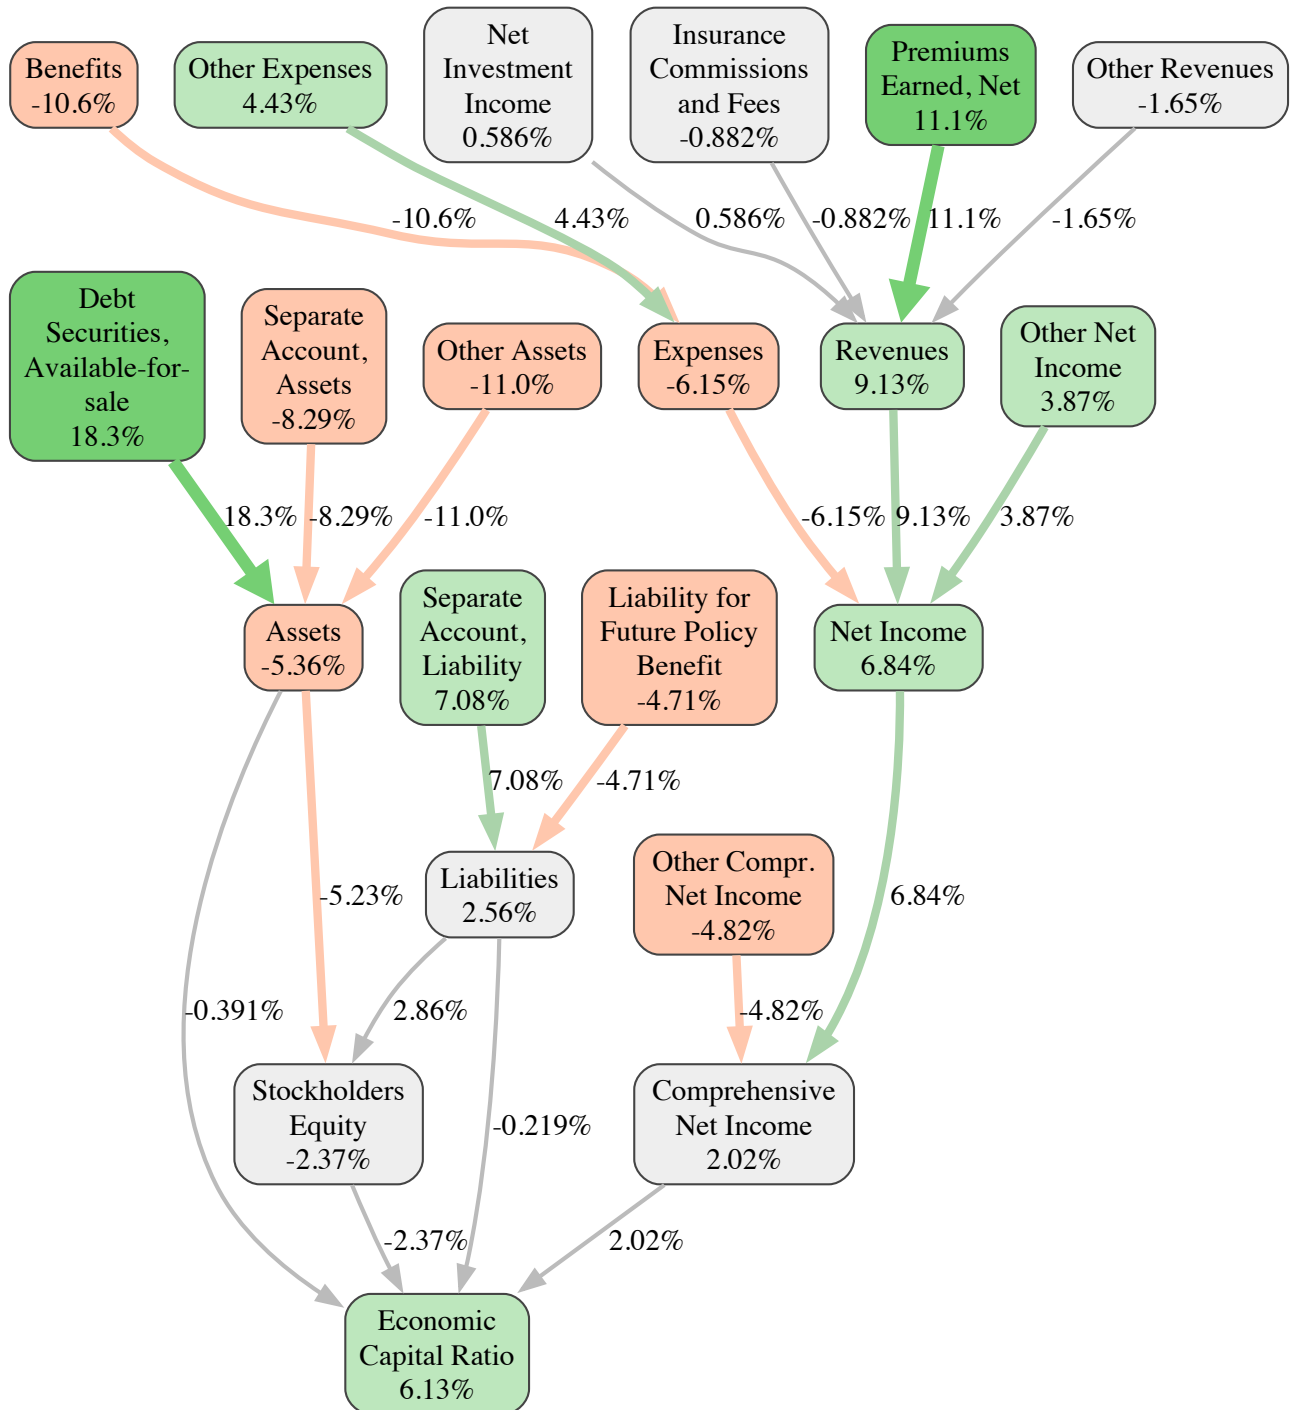 Benefits
-10.6%
Other Expenses
4.43%
Net
Investment
Income
0.586%
Insurance
Commissions
and Fees
-0.882%
Premiums
Earned, Net
11.1%
Other Revenues
-1.65%
-10.6%
4.43%
0.586%
-0.882%
11.1%
-1.65%
Debt
Securities,
Available-for-
sale
18.3%
Separate
Account,
Assets
-8.29%
Other Assets
-11.0%
Expenses
-6.15%
Revenues
9.13%
Other Net
Income
3.87%
18.3%
-8.29%
-11.0%
-6.15%
9.13%
3.87%
Assets
-5.36%
Separate
Account,
Liability
7.08%
Liability for
Future Policy
Benefit
-4.71%
Net Income
6.84%
7.08%
-4.71%
-5.23%
Liabilities
2.56%
Other Compr.
Net Income
-4.82%
6.84%
-0.391%
2.86%
-4.82%
Stockholders
Equity
-2.37%
-0.219%
Comprehensive
Net Income
2.02%
-2.37%
2.02%
Economic
Capital Ratio
6.13%